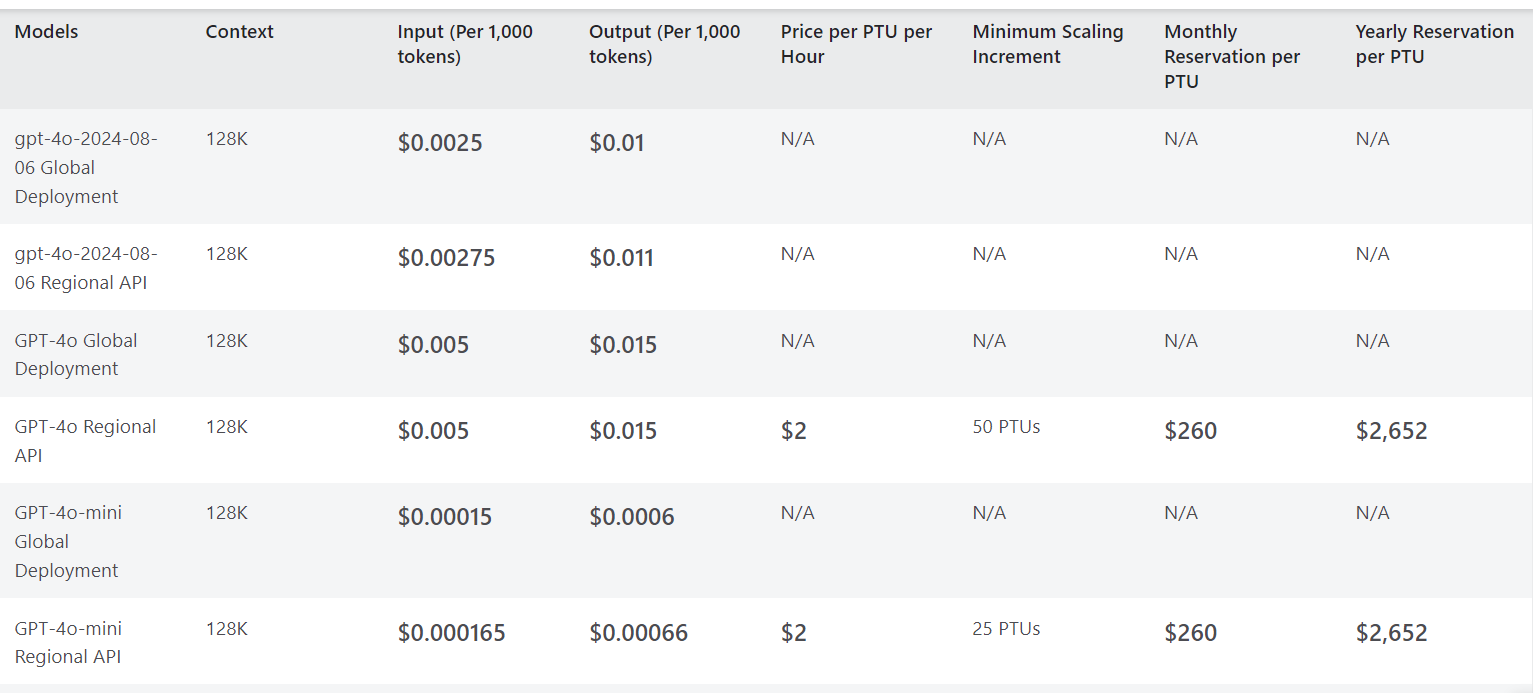 Models Context Input (Per 1,000 tokens) Output (Per 1,000 tokens) Price per PTU per Hour Minimum Scaling Increment Monthly Reservation per PTU Yearly Reservation per PTU
gpt-4o-2024-08-06 Global Deployment 128K $0.0025 $0.01 N/A N/A N/A N/A
gpt-4o-2024-08-06 Regional API 128K $0.00275 $0.011 N/A N/A N/A N/A
GPT-4o Global Deployment 128K $0.005 $0.015 N/A N/A N/A N/A
GPT-4o Regional API 128K $0.005 $0.015 $2 50 PTUs $260 $2,652
GPT-4o-mini Global Deployment 128K $0.00015 $0.0006 N/A N/A N/A N/A
GPT-4o-mini Regional API 128K $0.000165 $0.00066 $2 25 PTUs $260 $2,652